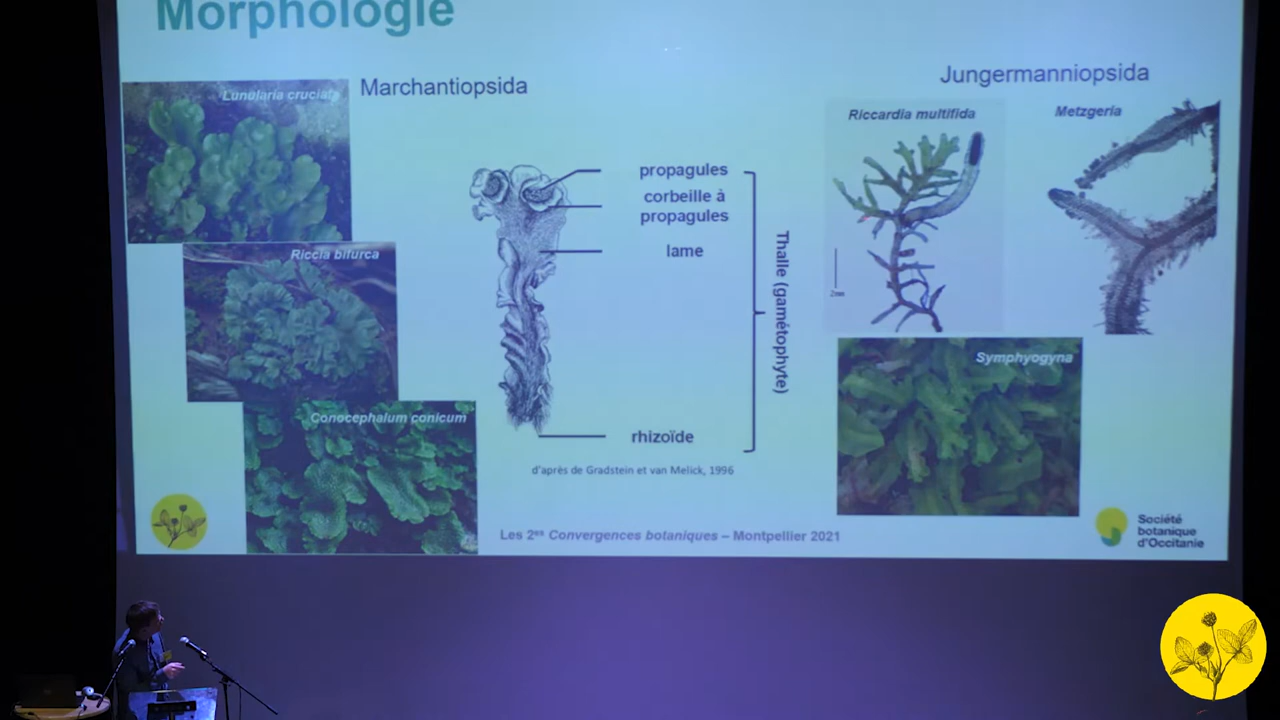 Morphologie
Marchantiopsida
Jungermanniopsida
Lunularia cruciata
Riccardia multifida
Metzgeria
propagules
corbeille à
propagules
lame
Thalle (gamétophyte)
Riccia bifurca
2mm
Symphyogyna
Conocephalum conicum
rhizoïde
d'après de Gradstein et van Melick, 1996
Les 2es Convergences botaniques – Montpellier 2021
Société
botanique
d'Occitanie